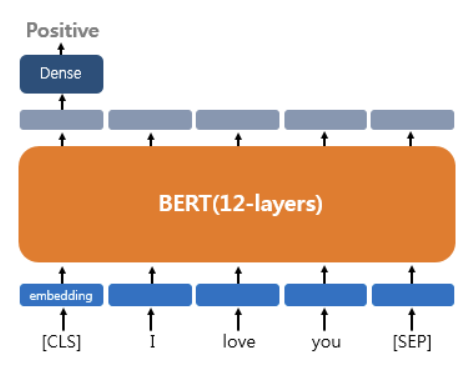 Positive
Dense
BERT(12-layers)
embedding
[CLS] I love you [SEP]